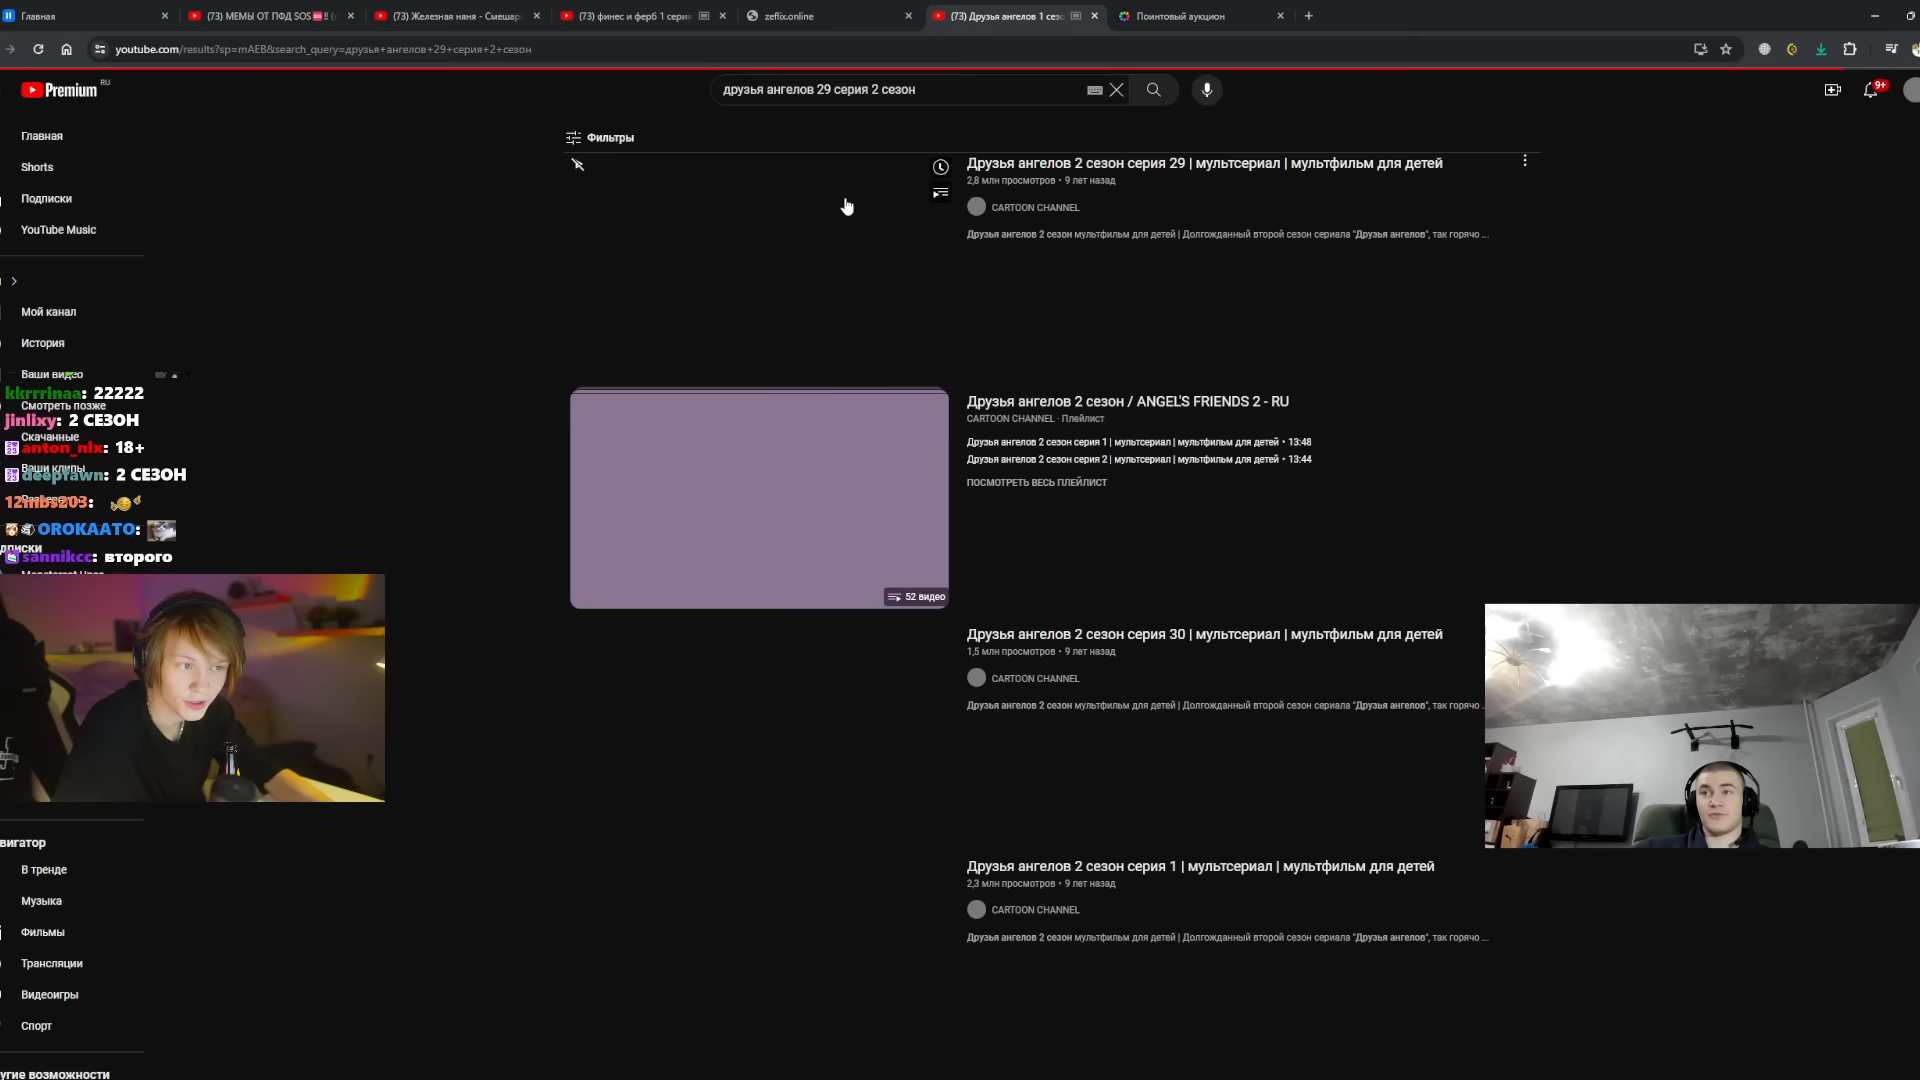 Главная
(73) МЕМЫ ОТ ПФД SOS
(73) Железная няня - Смешар
(73) финес и ферб 1 серия
zeflix.online
(73) Друзья ангелов 1 сез
Поинтовый аукцион
youtube.com/results?sp=mAEB&search_query=друзья+ангелов+29+серия+2+сезон
Premium RU
друзья ангелов 29 серия 2 сезон
9+
Главная
Shorts
Подписки
YouTube Music
Мой канал
История
Ваши видео
Смотреть позже
Скачанные
Ваши клипы
kkrrrinaa: 22222
jinlixy: 2 СЕЗОН
anton_nlx: 18+
deepfawn: 2 СЕЗОН
12mbs203:
OROKAATO:
sannikcc: второго
дписки
вигатор
В тренде
Музыка
Фильмы
Трансляции
Видеоигры
Спорт
угие возможности
Фильтры
Друзья ангелов 2 сезон серия 29 | мультсериал | мультфильм для детей
2,8 млн просмотров • 9 лет назад
CARTOON CHANNEL
Друзья ангелов 2 сезон мультфильм для детей | Долгожданный второй сезон сериала "Друзья ангелов", так горячо ...
52 видео
Друзья ангелов 2 сезон / ANGEL'S FRIENDS 2 - RU
CARTOON CHANNEL · Плейлист
Друзья ангелов 2 сезон серия 1 | мультсериал | мультфильм для детей • 13:48
Друзья ангелов 2 сезон серия 2 | мультсериал | мультфильм для детей • 13:44
ПОСМОТРЕТЬ ВЕСЬ ПЛЕЙЛИСТ
Друзья ангелов 2 сезон серия 30 | мультсериал | мультфильм для детей
1,5 млн просмотров • 9 лет назад
CARTOON CHANNEL
Друзья ангелов 2 сезон мультфильм для детей | Долгожданный второй сезон сериала "Друзья ангелов", так горячо
Друзья ангелов 2 сезон серия 1 | мультсериал | мультфильм для детей
2,3 млн просмотров • 9 лет назад
CARTOON CHANNEL
Друзья ангелов 2 сезон мультфильм для детей | Долгожданный второй сезон сериала "Друзья ангелов", так горячо ...